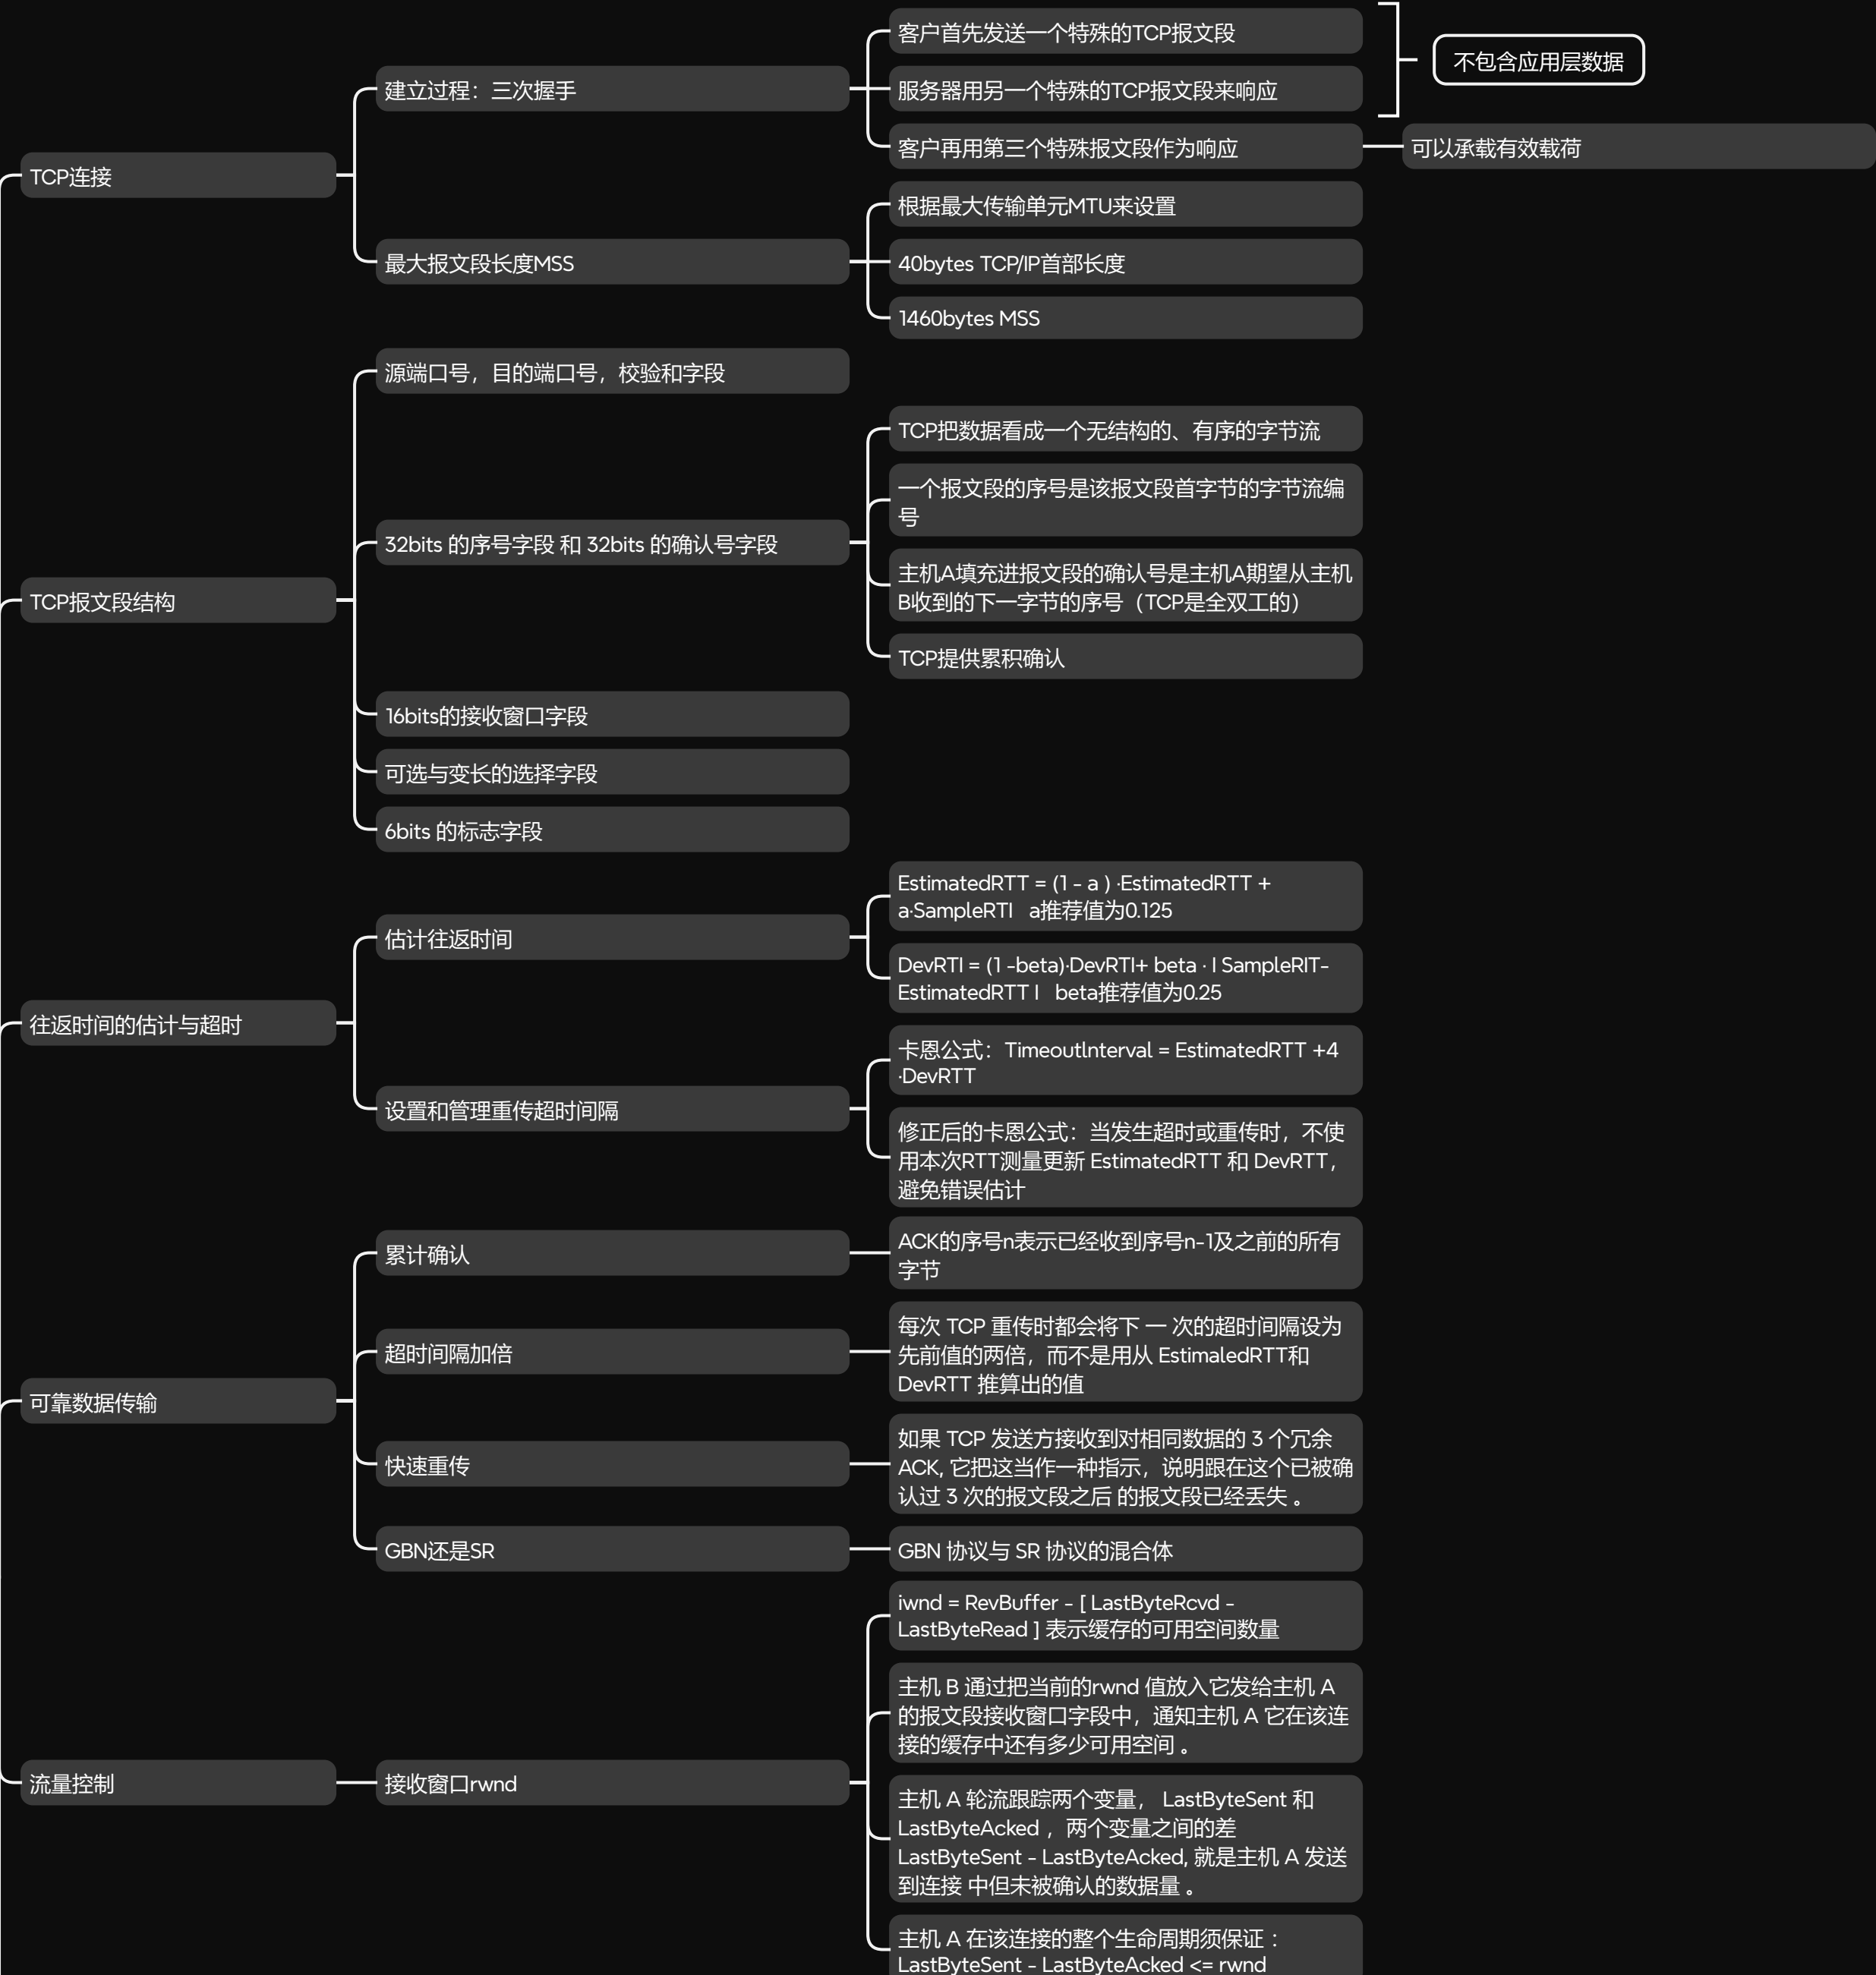 客户首先发送一个特殊的TCP报文段
不包含应用层数据
建立过程：三次握手
服务器用另一个特殊的TCP报文段来响应
客户再用第三个特殊报文段作为响应
可以承载有效载荷
TCP连接
根据最大传输单元MTU来设置
最大报文段长度MSS
40bytes TCP/IP首部长度
1460bytes MSS
源端口号，目的端口号，校验和字段
TCP把数据看成一个无结构的、有序的字节流
一个报文段的序号是该报文段首字节的字节流编
号
32bits 的序号字段 和 32bits 的确认号字段
主机A填充进报文段的确认号是主机A期望从主机
B收到的下一字节的序号（TCP是全双工的）
TCP报文段结构
TCP提供累积确认
16bits的接收窗口字段
可选与变长的选择字段
6bits 的标志字段
EstimatedRTT = (1 - a ) ·EstimatedRTT +
a·SampleRTI   a推荐值为0.125
估计往返时间
DevRTI = (1 -beta)·DevRTI+ beta · I SampleRIT-
EstimatedRTT I   beta推荐值为0.25
往返时间的估计与超时
卡恩公式：TimeoutInterval = EstimatedRTT +4
·DevRTT
设置和管理重传超时间隔
修正后的卡恩公式：当发生超时或重传时，不使
用本次RTT测量更新 EstimatedRTT 和 DevRTT，
避免错误估计
累计确认
ACK的序号n表示已经收到序号n-1及之前的所有
字节
超时间隔加倍
每次 TCP 重传时都会将下 一 次的超时间隔设为
先前值的两倍，而不是用从 EstimaledRTT和
DevRTT 推算出的值
可靠数据传输
快速重传
如果 TCP 发送方接收到对相同数据的 3 个冗余
ACK, 它把这当作一种指示，说明跟在这个已被确
认过 3 次的报文段之后 的报文段已经丢失 。
GBN还是SR
GBN 协议与 SR 协议的混合体
iwnd = RevBuffer - [ LastByteRcvd -
LastByteRead ] 表示缓存的可用空间数量
主机 B 通过把当前的rwnd 值放入它发给主机 A
的报文段接收窗口字段中，通知主机 A 它在该连
接的缓存中还有多少可用空间 。
流量控制
接收窗口rwnd
主机 A 轮流跟踪两个变量， LastByteSent 和
LastByteAcked ，两个变量之间的差
LastByteSent - LastByteAcked, 就是主机 A 发送
到连接 中但未被确认的数据量 。
主机 A 在该连接的整个生命周期须保证 ：
LastByteSent - LastByteAcked <= rwnd